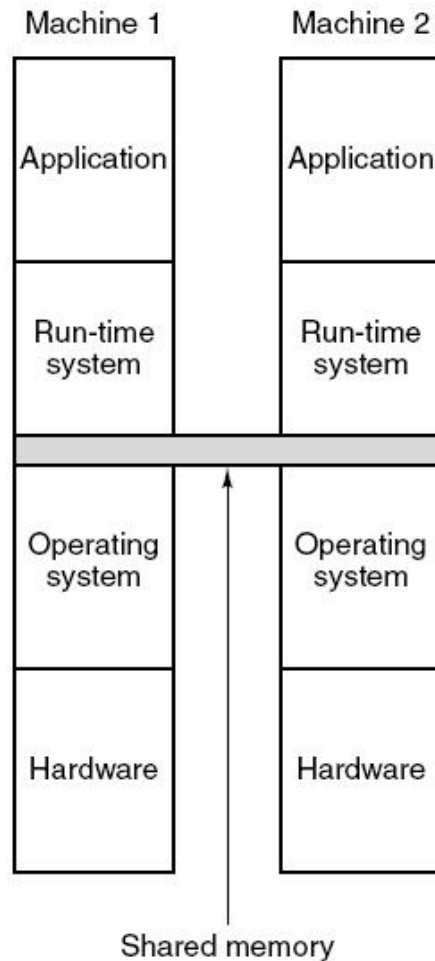 Machine 1
Machine 2
Application
Application
Run-time
system
Run-time
system
Operating
system
Operating
system
Hardware
Hardware
Shared memory